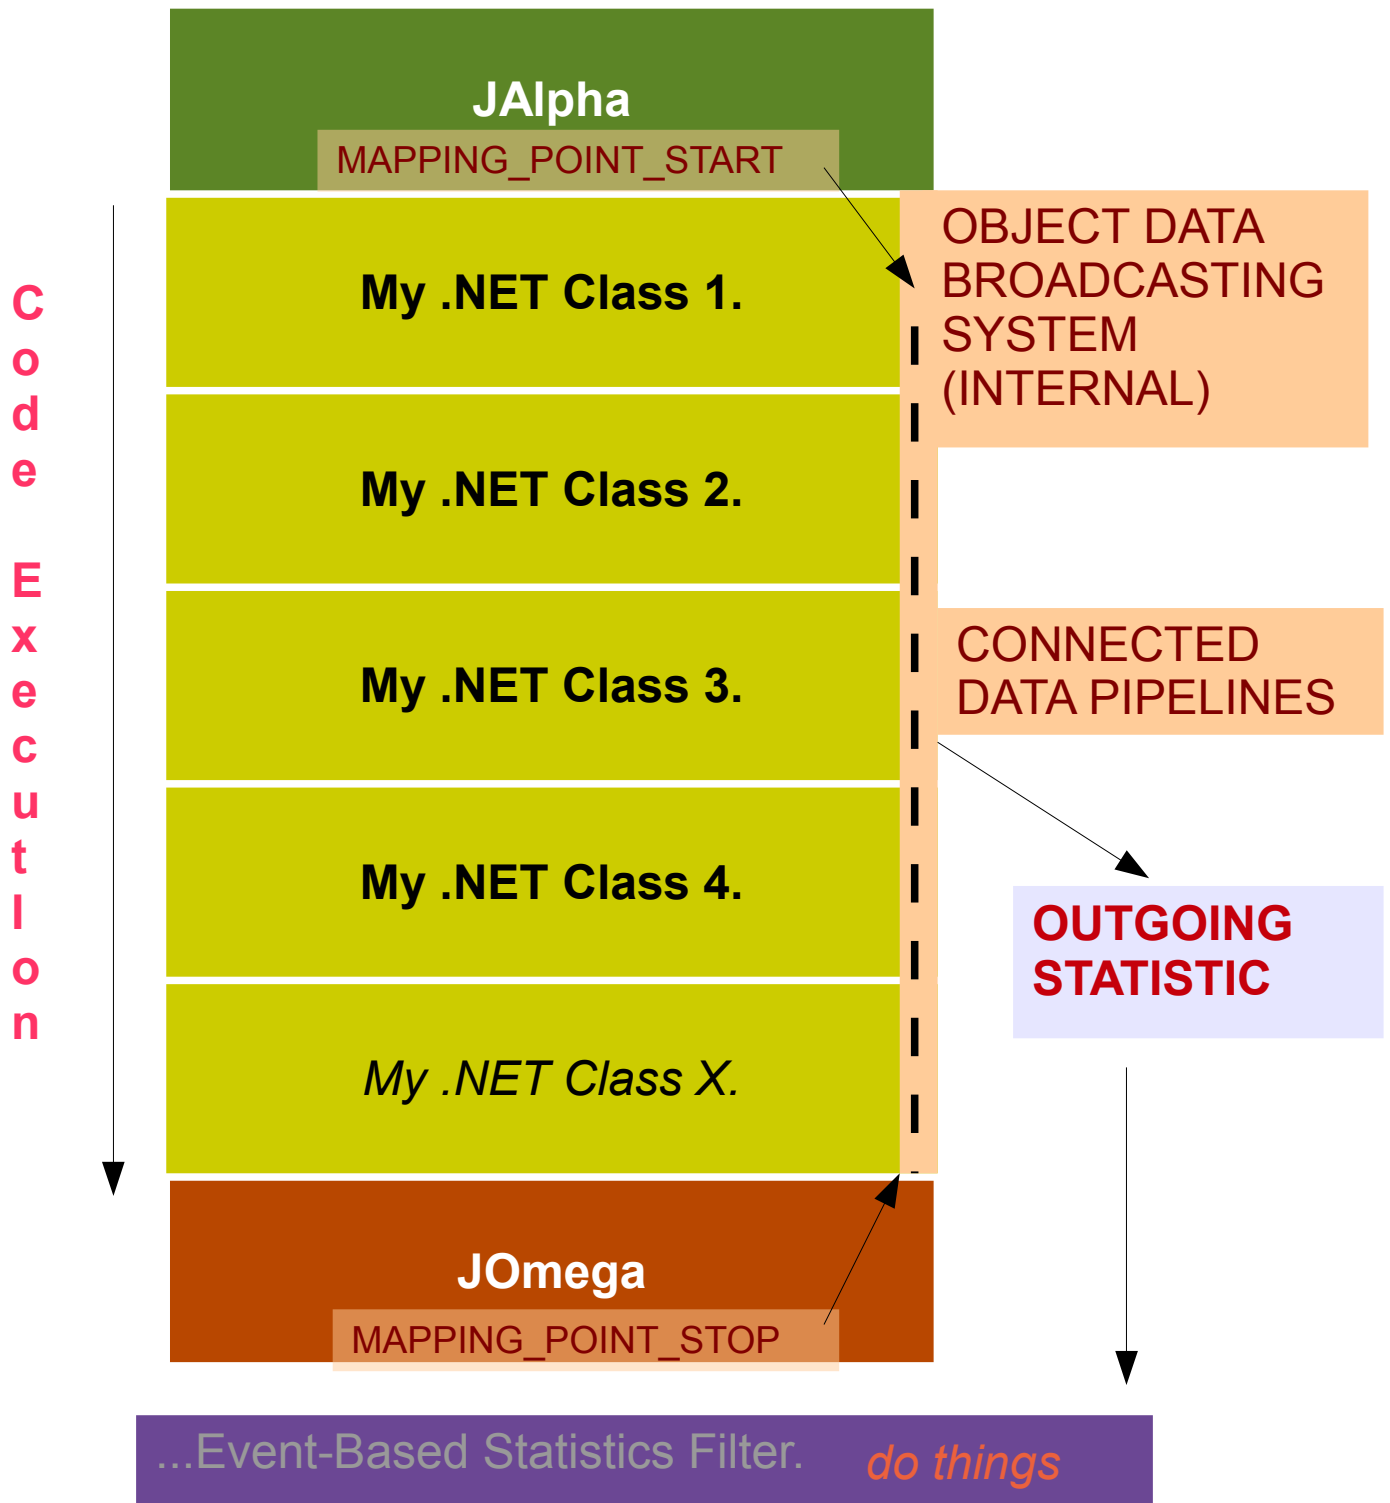 JAlpha
MAPPING_POINT_START
Code ExecutIon
My .NET Class 1.
OBJECT DATA
BROADCASTING
SYSTEM
(INTERNAL)
My .NET Class 2.
My .NET Class 3.
CONNECTED
DATA PIPELINES
My .NET Class 4.
OUTGOING
STATISTIC
My .NET Class X.
JOmega
MAPPING_POINT_STOP
...Event-Based Statistics Filter.
do things